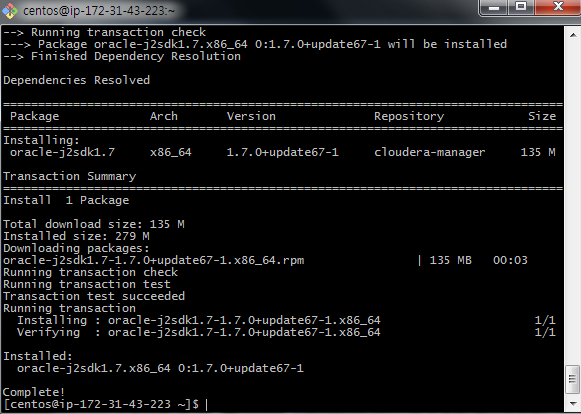 centos@ip-172-31-43-223:~
--> Running transaction check
---> Package oracle-j2sdk1.7.x86_64 0:1.7.0+update67-1 will be installed
--> Finished Dependency Resolution
Dependencies Resolved
================================================================================
Package Arch Version Repository Size
================================================================================
Installing:
oracle-j2sdk1.7 x86_64 1.7.0+update67-1 cloudera-manager 135 M
Transaction Summary
================================================================================
Install 1 Package
Total download size: 135 M
Installed size: 279 M
Downloading packages:
oracle-j2sdk1.7-1.7.0+update67-1.x86_64.rpm | 135 MB 00:03
Running transaction check
Running transaction test
Transaction test succeeded
Running transaction
Installing : oracle-j2sdk1.7-1.7.0+update67-1.x86_64 1/1
Verifying : oracle-j2sdk1.7-1.7.0+update67-1.x86_64 1/1
Installed:
oracle-j2sdk1.7.x86_64 0:1.7.0+update67-1
Complete!
[centos@ip-172-31-43-223 ~]$